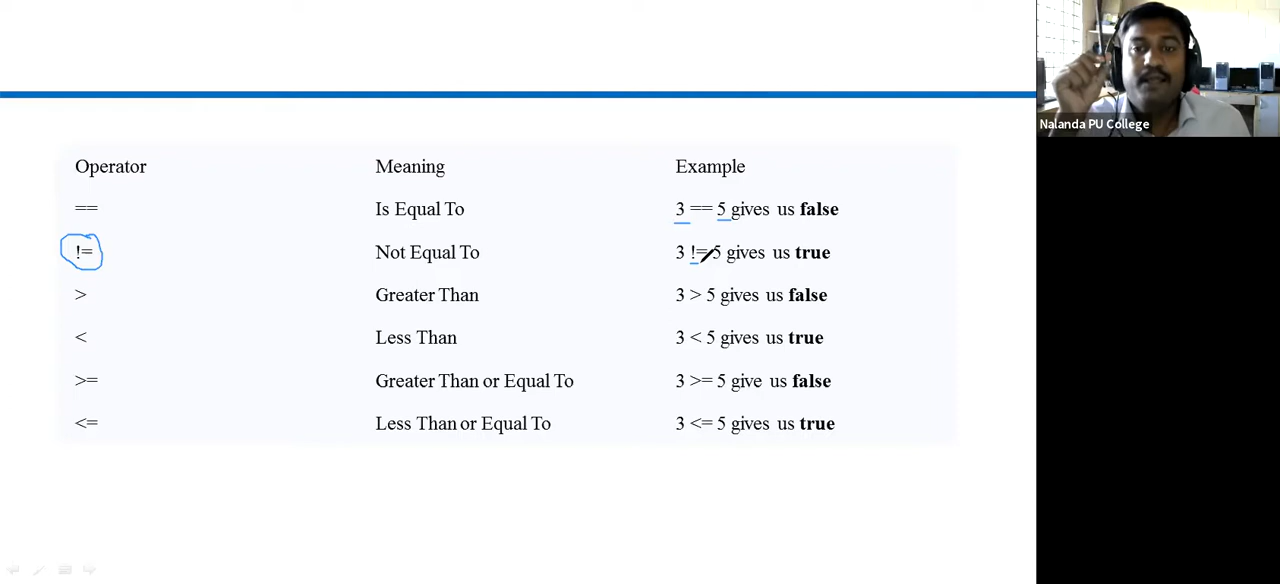 Nalanda PU College
Operator Meaning Example
== Is Equal To 3 == 5 gives us false
!= Not Equal To 3 != 5 gives us true
> Greater Than 3 > 5 gives us false
< Less Than 3 < 5 gives us true
>= Greater Than or Equal To 3 >= 5 give us false
<= Less Than or Equal To 3 <= 5 gives us true